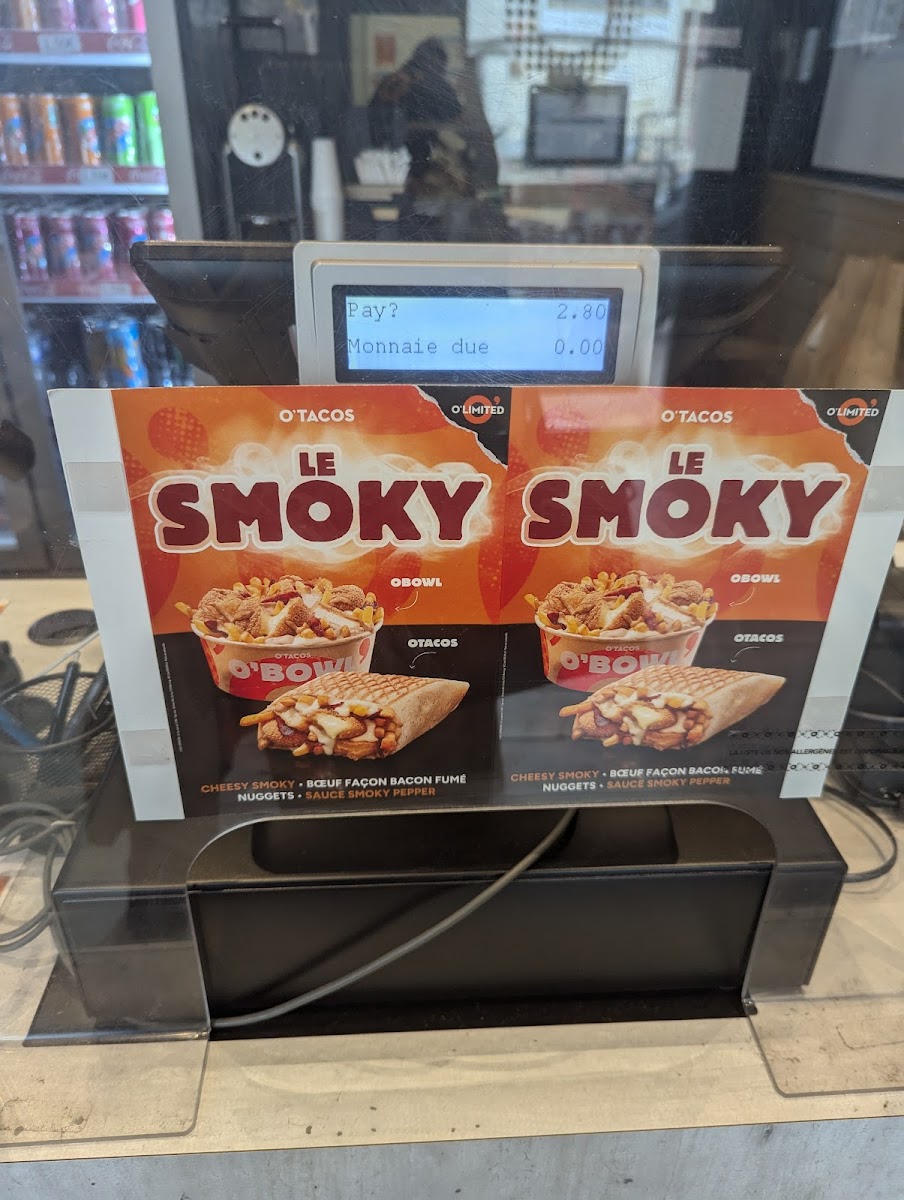 Pay? 2.80
Monnaie due 0.00
O'TACOS
O'LIMITED
LE
SMOKY
OBOWL
OTACOS
O'TACOS
O'BOWL
CHEESY SMOKY • BŒUF FAÇON BACON FUMÉ
NUGGETS • SAUCE SMOKY PEPPER
O'TACOS
O'LIMITED
LE
SMOKY
OBOWL
OTACOS
O'TACOS
O'BOWL
CHEESY SMOKY • BŒUF FAÇON BACON FUMÉ
NUGGETS • SAUCE SMOKY PEPPER